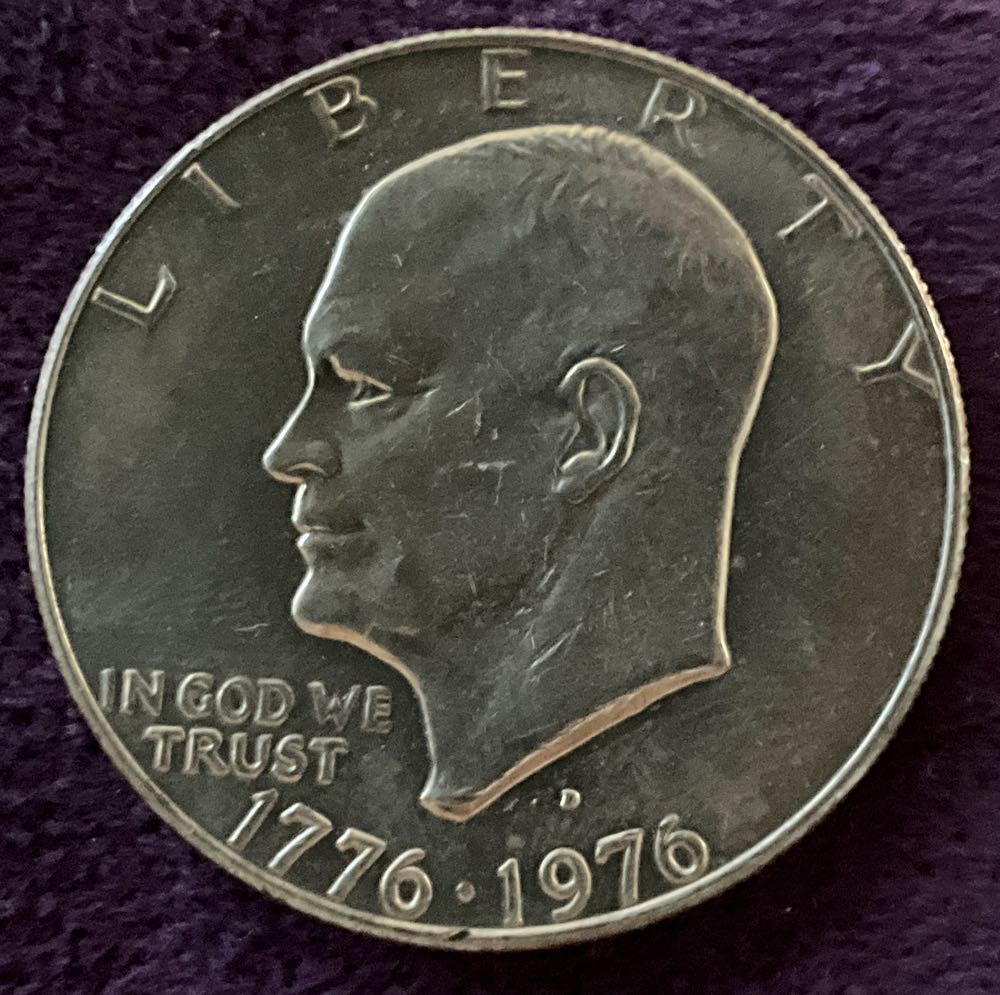 LIBERTY
IN GOD WE
TRUST
D
1776·1976